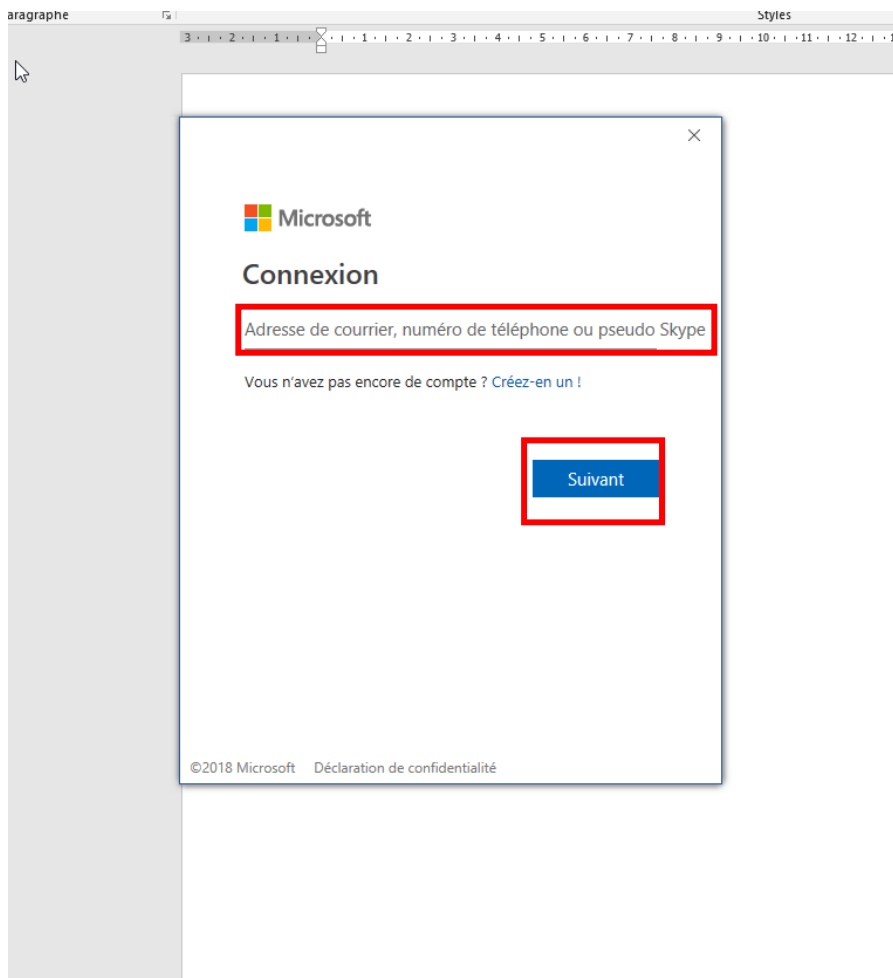 aragraphe Styles
3 · ı · 2 · ı · 1 · ı · · ı · 1 · ı · 2 · ı · 3 · ı · 4 · ı · 5 · ı · 6 · ı · 7 · ı · 8 · ı · 9 · ı · 10 · ı · 11 · ı · 12 · ı ·
Microsoft
Connexion
Adresse de courrier, numéro de téléphone ou pseudo Skype
Vous n'avez pas encore de compte ? Créez-en un !
Suivant
©2018 Microsoft Déclaration de confidentialité